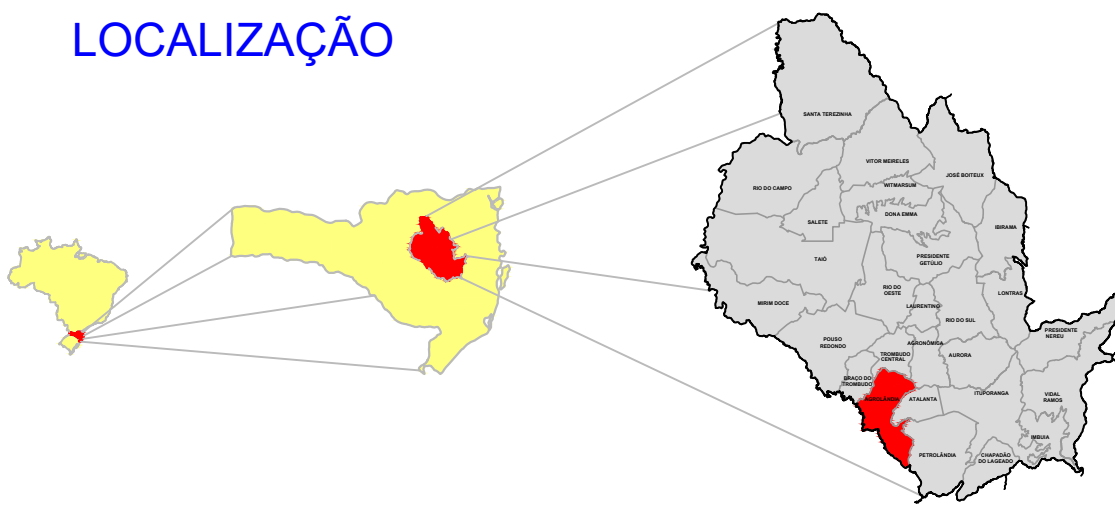 LOCALIZAÇÃO
SANTA TEREZINHA
VITOR MEIRELES
JOSÉ BOITEUX
RIO DO CAMPO
WITMARSUM
DONA EMMA
SALETE
IBIRAMA
TAIÓ
PRESIDENTE
GETÚLIO
RIO DO
OESTE
LONTRAS
MIRIM DOCE
LAURENTINO
RIO DO SUL
PRESIDENTE
NEREU
POUSO
REDONDO
AGRONÔMICA
TROMBUDO
CENTRAL
AURORA
BRAÇO DO
TROMBUDO
AGROLÂNDIA
ATALANTA
ITUPORANGA
VIDAL
RAMOS
IMBUIA
PETROLÂNDIA
CHAPADÃO
DO LAGEADO